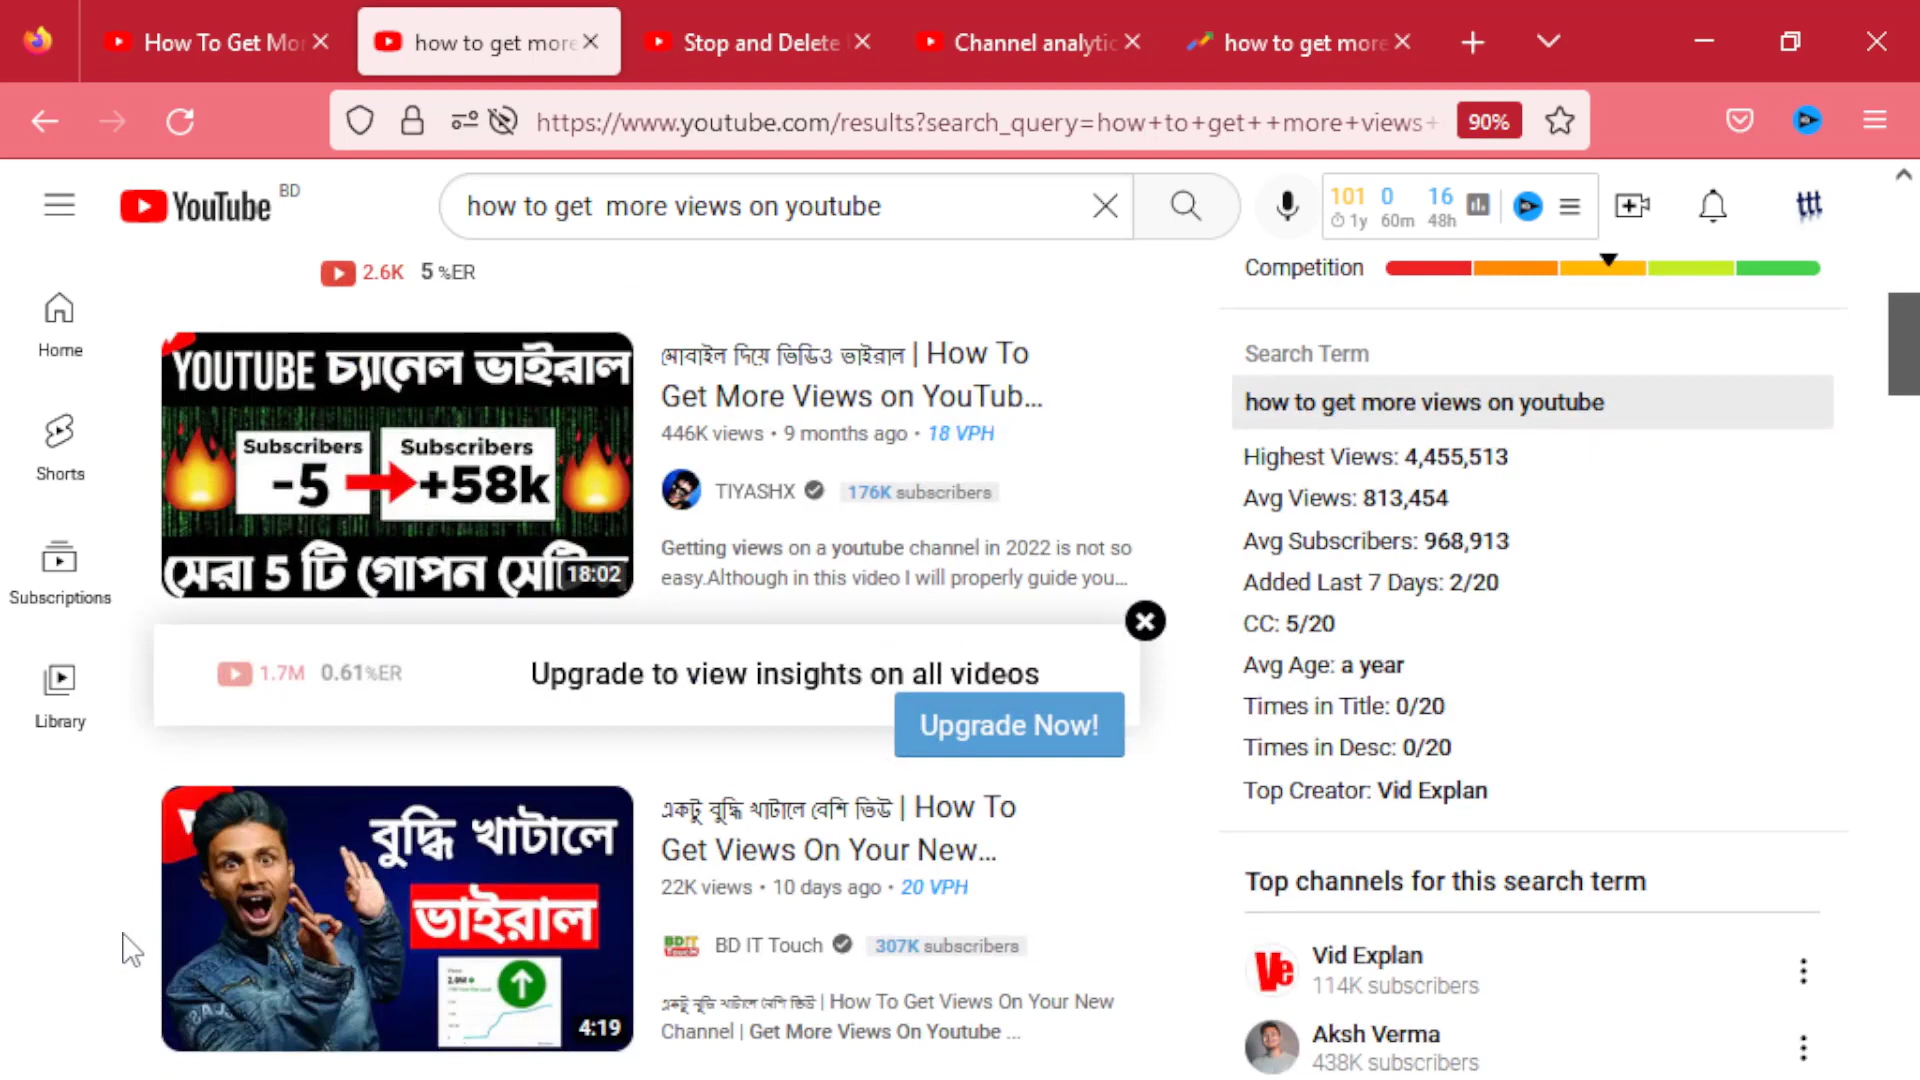 How To Get Mor
how to get more
Stop and Delete
Channel analytic
how to get more
https://www.youtube.com/results?search_query=how+to+get++more+views+
90%
YouTube BD
how to get  more views on youtube
101 0 16
1y 60m 48h
ttt
2.6K 5 %ER
Competition
Home
Shorts
Subscriptions
Library
YOUTUBE চ্যানেল ভাইরাল
Subscribers
-5
Subscribers
+58k
সেরা 5 টি গোপন
18:02
মোবাইল দিয়ে ভিডিও ভাইরাল | How To
Get More Views on YouTub...
446K views • 9 months ago • 18 VPH
TIYASHX 176K subscribers
Getting views on a youtube channel in 2022 is not so
easy.Although in this video I will properly guide you...
1.7M 0.61%ER
Upgrade to view insights on all videos
Upgrade Now!
বুদ্ধি খাটালে
ভাইরাল
4:19
একটু বুদ্ধি খাটালে বেশি ভিউ | How To
Get Views On Your New...
22K views • 10 days ago • 20 VPH
BD IT Touch 307K subscribers
একটু বুদ্ধি খাটালে বেশি ভিউ | How To Get Views On Your New
Channel | Get More Views On Youtube ...
Search Term
how to get more views on youtube
Highest Views: 4,455,513
Avg Views: 813,454
Avg Subscribers: 968,913
Added Last 7 Days: 2/20
CC: 5/20
Avg Age: a year
Times in Title: 0/20
Times in Desc: 0/20
Top Creator: Vid Explan
Top channels for this search term
Ve
Vid Explan
114K subscribers
Aksh Verma
438K subscribers